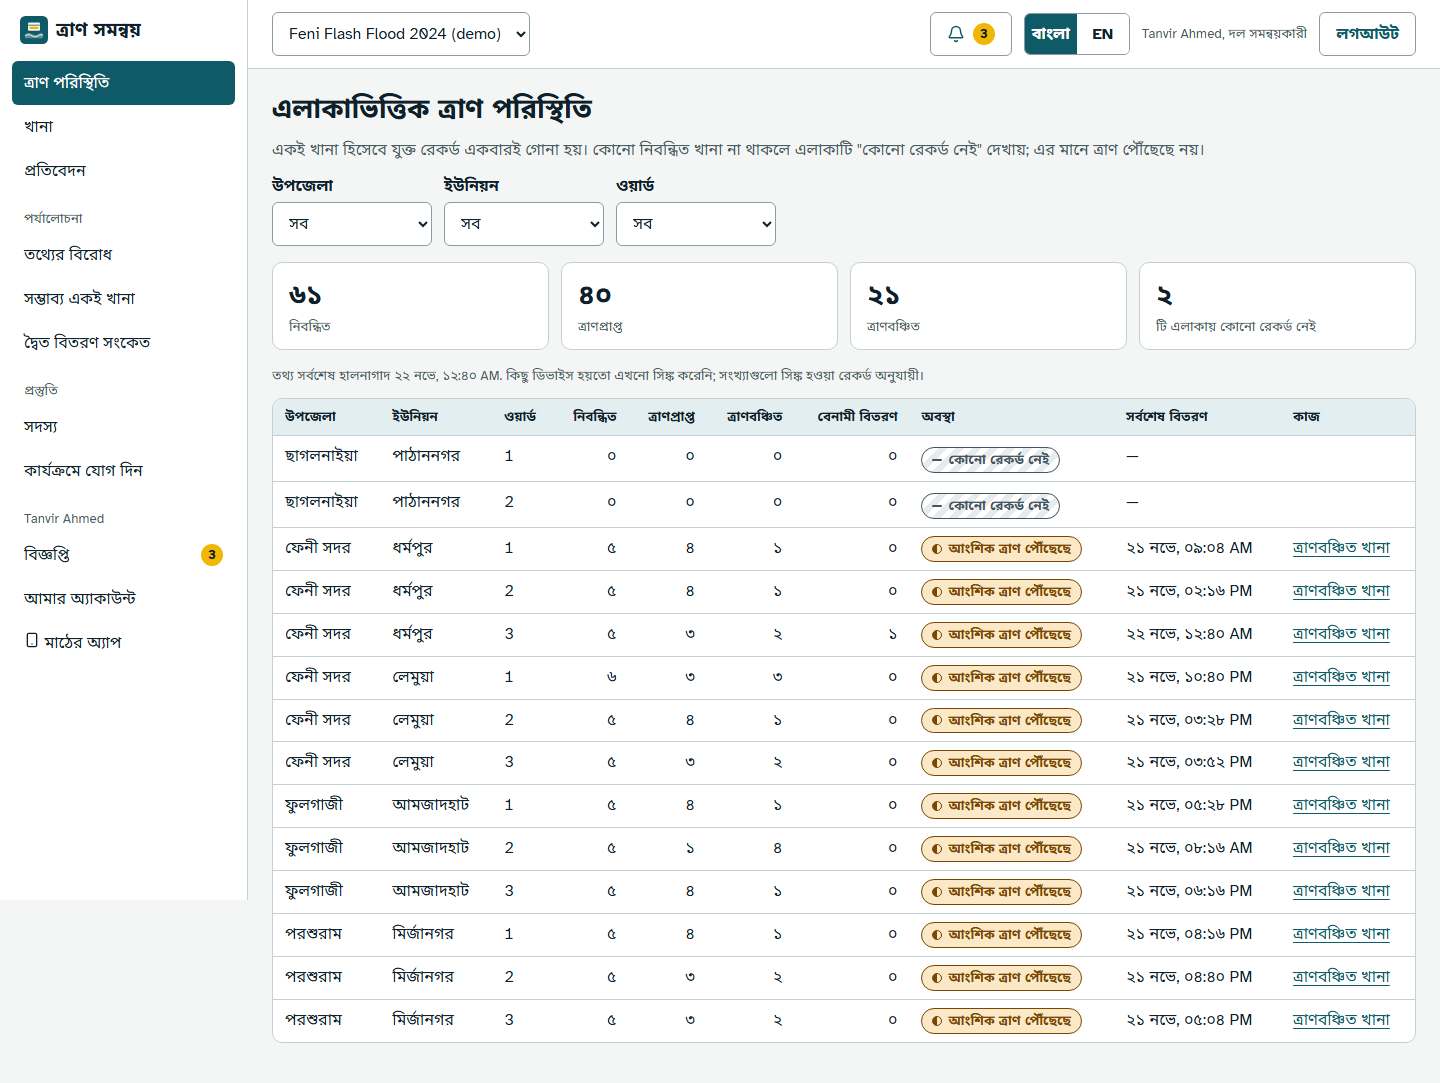 ত্রাণ সমন্বয়
Feni Flash Flood 2024 (demo)
3
বাংলা EN
Tanvir Ahmed, দল সমন্বয়কারী
লগআউট
ত্রাণ পরিস্থিতি
খানা
প্রতিবেদন
পর্যালোচনা
তথ্যের বিরোধ
সম্ভাব্য একই খানা
দ্বৈত বিতরণ সংকেত
প্রস্তুতি
সদস্য
কার্যক্রমে যোগ দিন
Tanvir Ahmed
বিজ্ঞপ্তি 3
আমার অ্যাকাউন্ট
মাঠের অ্যাপ
এলাকাভিত্তিক ত্রাণ পরিস্থিতি
একই খানা হিসেবে যুক্ত রেকর্ড একবারই গোনা হয়। কোনো নিবন্ধিত খানা না থাকলে এলাকাটি "কোনো রেকর্ড নেই" দেখায়; এর মানে ত্রাণ পৌঁছেছে নয়।
উপজেলা ইউনিয়ন ওয়ার্ড
সব সব সব
৬১ ৪০ ২১ ২
নিবন্ধিত ত্রাণপ্রাপ্ত ত্রাণবঞ্চিত টি এলাকায় কোনো রেকর্ড নেই
তথ্য সর্বশেষ হালনাগাদ ২২ নভে, ১২:৪০ AM. কিছু ডিভাইস হয়তো এখনো সিঙ্ক করেনি; সংখ্যাগুলো সিঙ্ক হওয়া রেকর্ড অনুযায়ী।
উপজেলা ইউনিয়ন ওয়ার্ড নিবন্ধিত ত্রাণপ্রাপ্ত ত্রাণবঞ্চিত বেনামী বিতরণ অবস্থা সর্বশেষ বিতরণ কাজ
ছাগলনাইয়া পাঠাননগর 1 ০ ০ ০ ০ — কোনো রেকর্ড নেই —
ছাগলনাইয়া পাঠাননগর 2 ০ ০ ০ ০ — কোনো রেকর্ড নেই —
ফেনী সদর ধর্মপুর 1 ৫ ৪ ১ ০ আংশিক ত্রাণ পৌঁছেছে ২১ নভে, ০৯:০৪ AM ত্রাণবঞ্চিত খানা
ফেনী সদর ধর্মপুর 2 ৫ ৪ ১ ০ আংশিক ত্রাণ পৌঁছেছে ২১ নভে, ০২:১৬ PM ত্রাণবঞ্চিত খানা
ফেনী সদর ধর্মপুর 3 ৫ ৩ ২ ১ আংশিক ত্রাণ পৌঁছেছে ২২ নভে, ১২:৪০ AM ত্রাণবঞ্চিত খানা
ফেনী সদর লেমুয়া 1 ৬ ৩ ৩ ০ আংশিক ত্রাণ পৌঁছেছে ২১ নভে, ১০:৪০ PM ত্রাণবঞ্চিত খানা
ফেনী সদর লেমুয়া 2 ৫ ৪ ১ ০ আংশিক ত্রাণ পৌঁছেছে ২১ নভে, ০৩:২৮ PM ত্রাণবঞ্চিত খানা
ফেনী সদর লেমুয়া 3 ৫ ৩ ২ ০ আংশিক ত্রাণ পৌঁছেছে ২১ নভে, ০৩:৫২ PM ত্রাণবঞ্চিত খানা
ফুলগাজী আমজাদহাট 1 ৫ ৪ ১ ০ আংশিক ত্রাণ পৌঁছেছে ২১ নভে, ০৫:২৮ PM ত্রাণবঞ্চিত খানা
ফুলগাজী আমজাদহাট 2 ৫ ১ ৪ ০ আংশিক ত্রাণ পৌঁছেছে ২১ নভে, ০৮:১৬ AM ত্রাণবঞ্চিত খানা
ফুলগাজী আমজাদহাট 3 ৫ ৪ ১ ০ আংশিক ত্রাণ পৌঁছেছে ২১ নভে, ০৬:১৬ PM ত্রাণবঞ্চিত খানা
পরশুরাম মির্জানগর 1 ৫ ৪ ১ ০ আংশিক ত্রাণ পৌঁছেছে ২১ নভে, ০৪:১৬ PM ত্রাণবঞ্চিত খানা
পরশুরাম মির্জানগর 2 ৫ ৩ ২ ০ আংশিক ত্রাণ পৌঁছেছে ২১ নভে, ০৪:৪০ PM ত্রাণবঞ্চিত খানা
পরশুরাম মির্জানগর 3 ৫ ৩ ২ ০ আংশিক ত্রাণ পৌঁছেছে ২১ নভে, ০৫:০৪ PM ত্রাণবঞ্চিত খানা